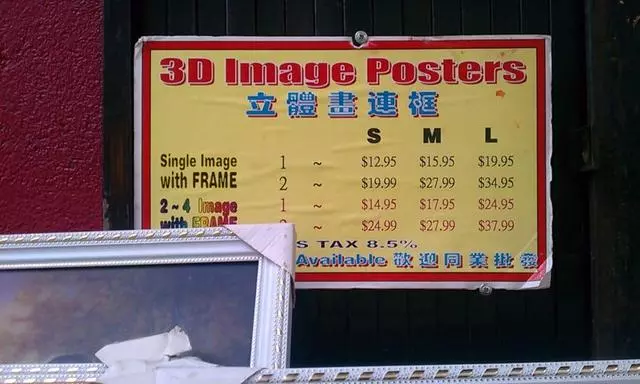 3D Image Posters
立體畫連框
S M L
Single Image 1 ~ $12.95 $15.95 $19.95
with FRAME 2 ~ $19.99 $27.99 $34.95
2 ~ 4 Image 1 ~ $14.95 $17.95 $24.95
with FRAME ~ $24.99 $27.99 $37.99
S TAX 8.5%
Available 歡迎同業批發